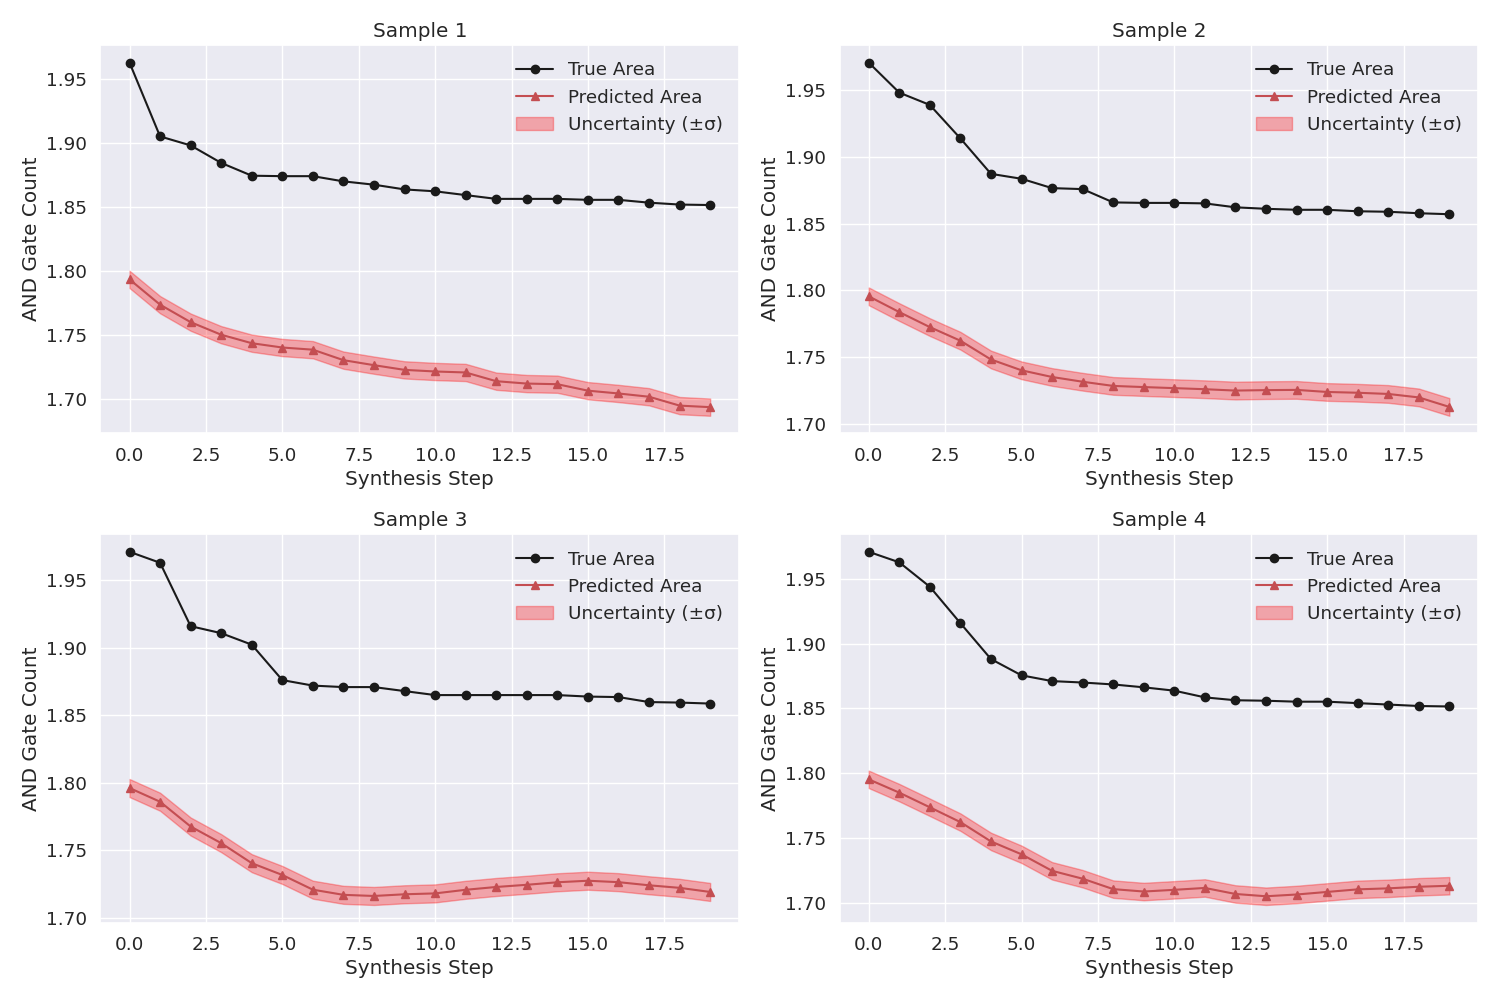 Sample 1
True Area
Predicted Area
Uncertainty (±σ)
AND Gate Count
1.95
1.90
1.85
1.80
1.75
1.70
0.0 2.5 5.0 7.5 10.0 12.5 15.0 17.5
Synthesis Step
Sample 2
True Area
Predicted Area
Uncertainty (±σ)
AND Gate Count
1.95
1.90
1.85
1.80
1.75
1.70
0.0 2.5 5.0 7.5 10.0 12.5 15.0 17.5
Synthesis Step
Sample 3
True Area
Predicted Area
Uncertainty (±σ)
AND Gate Count
1.95
1.90
1.85
1.80
1.75
1.70
0.0 2.5 5.0 7.5 10.0 12.5 15.0 17.5
Synthesis Step
Sample 4
True Area
Predicted Area
Uncertainty (±σ)
AND Gate Count
1.95
1.90
1.85
1.80
1.75
1.70
0.0 2.5 5.0 7.5 10.0 12.5 15.0 17.5
Synthesis Step